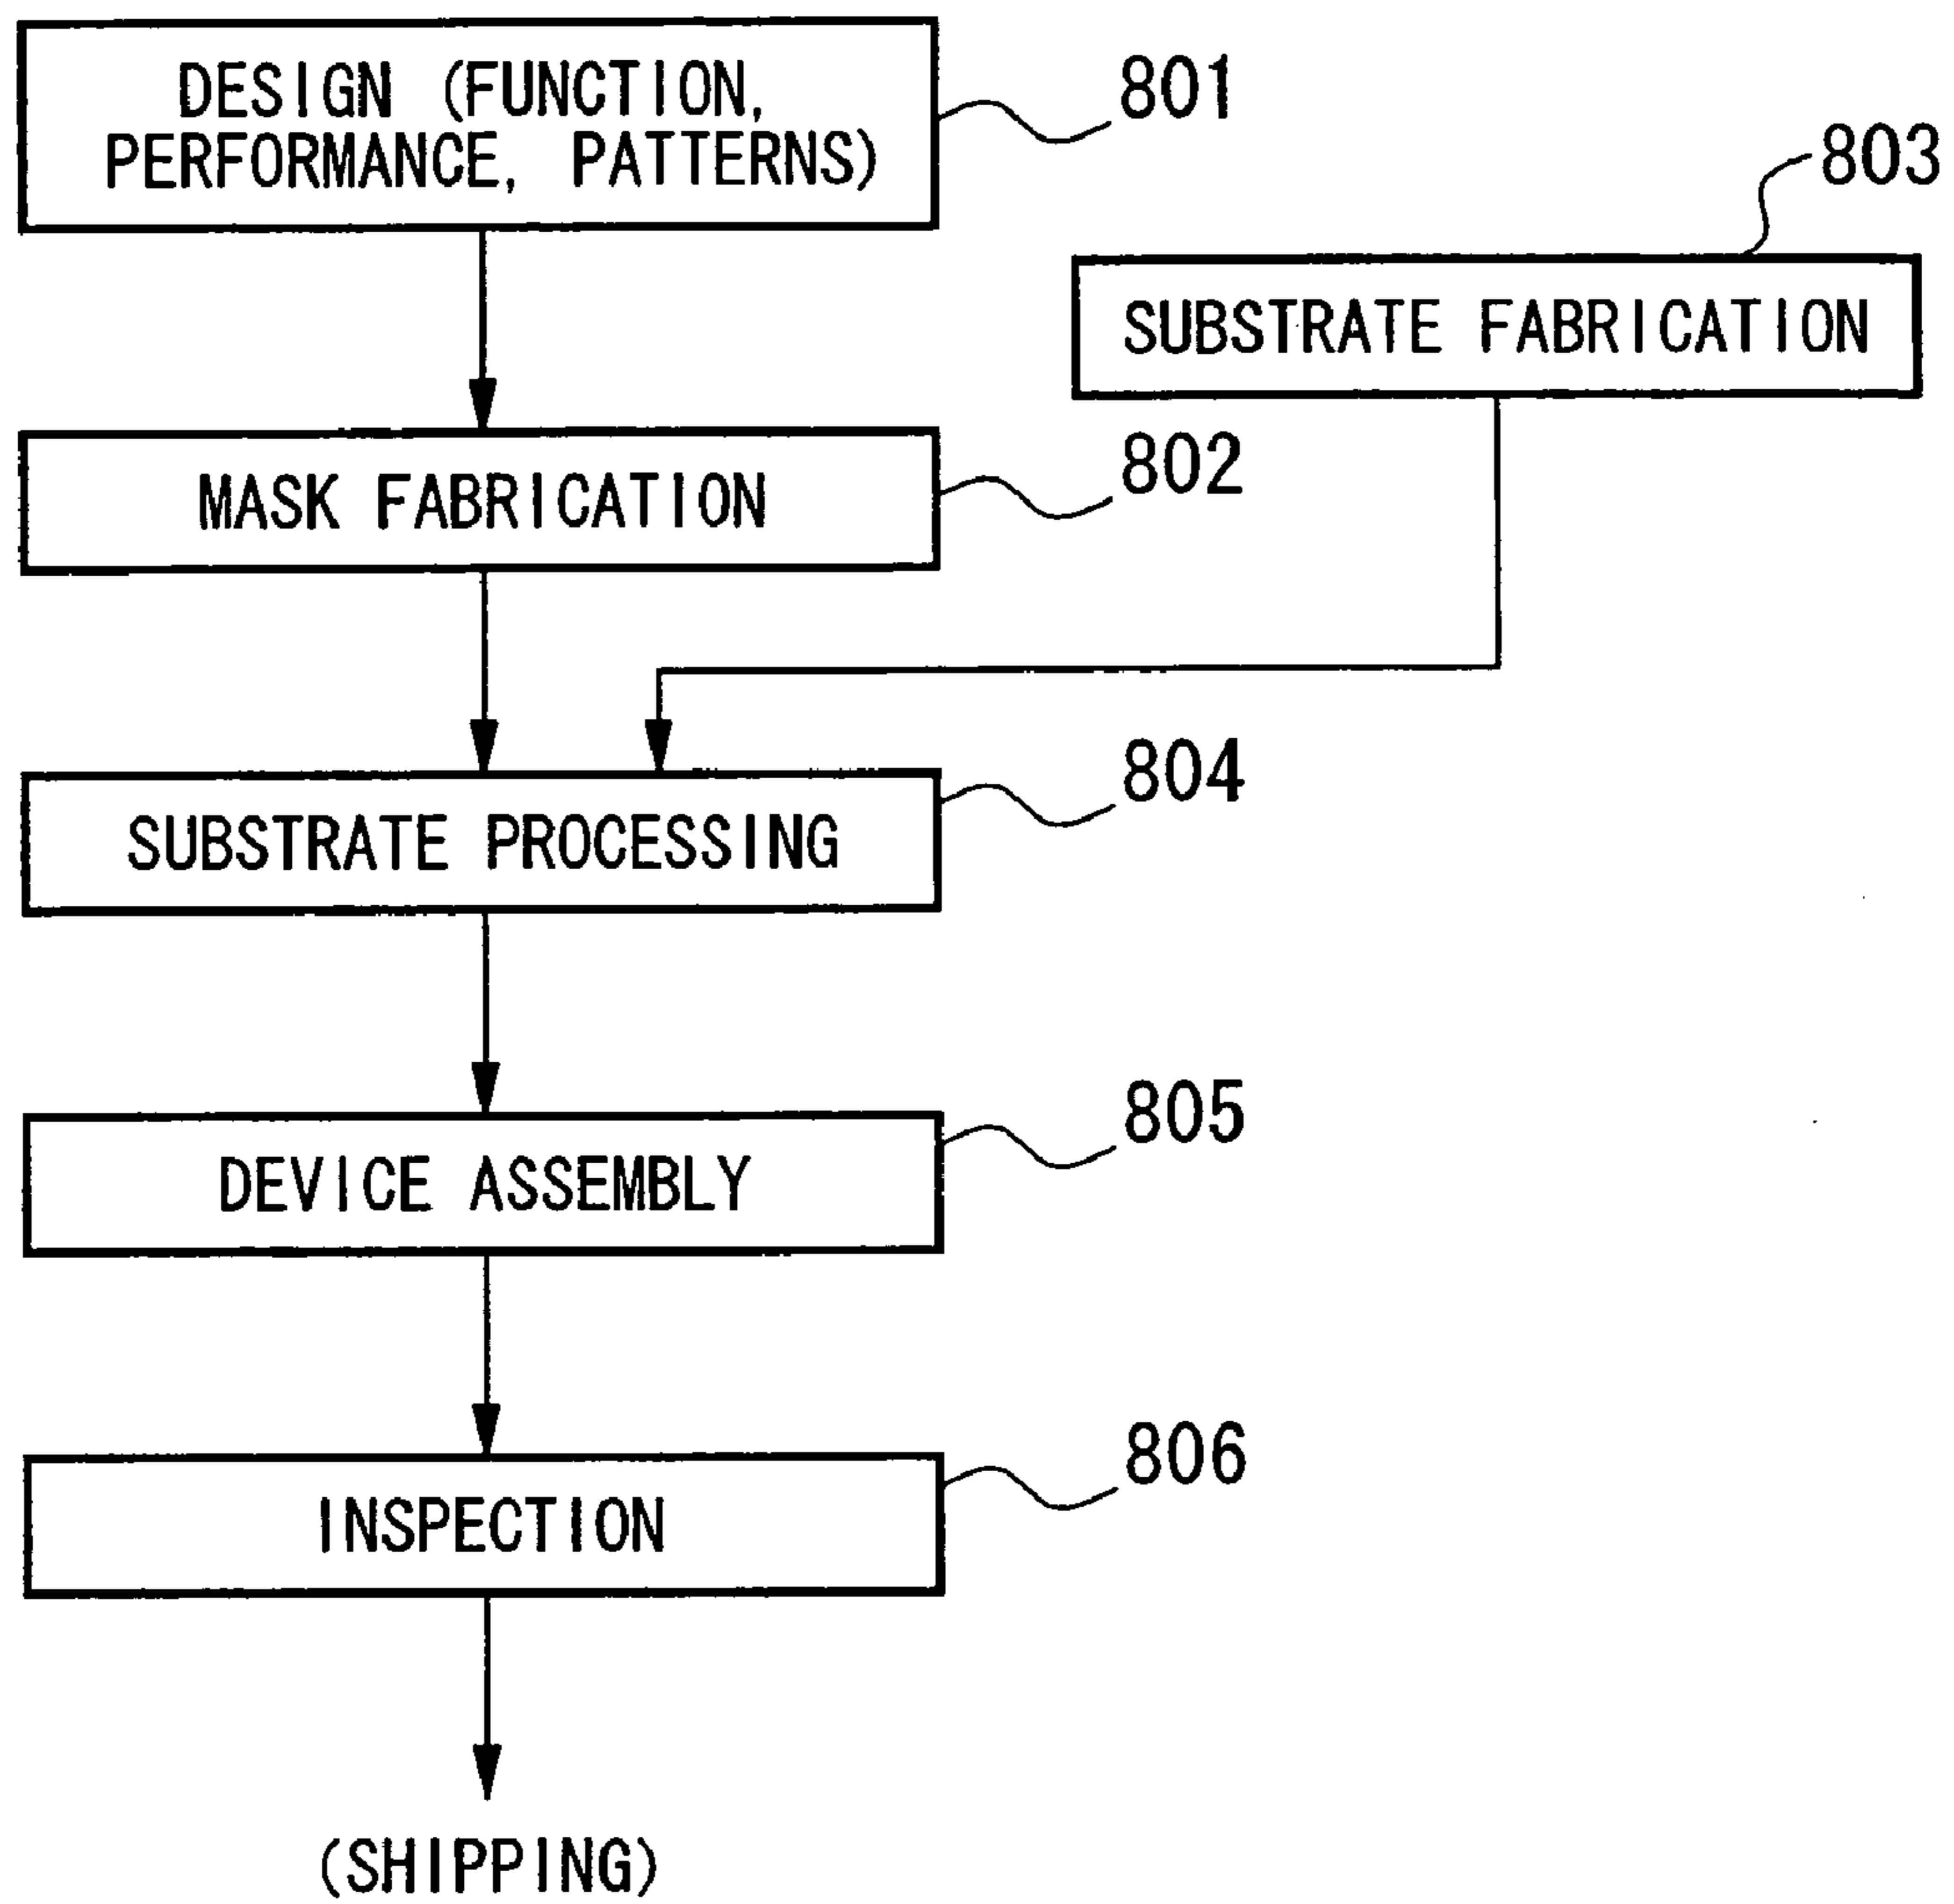 DESIGN (FUNCTION,
PERFORMANCE, PATTERNS)
801
803
SUBSTRATE FABRICATION
MASK FABRICATION
802
SUBSTRATE PROCESSING
804
DEVICE ASSEMBLY
805
INSPECTION
806
(SHIPPING)